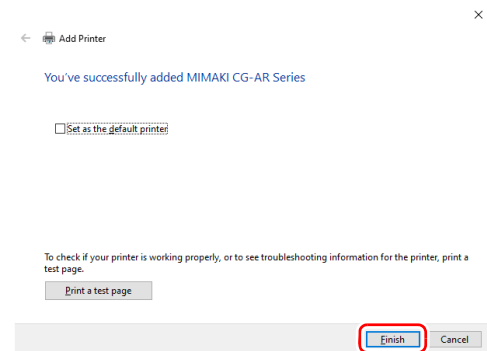 Add Printer
You've successfully added MIMAKI CG-AR Series
Set as the default printer
To check if your printer is working properly, or to see troubleshooting information for the printer, print a
test page.
Print a test page
Finish
Cancel